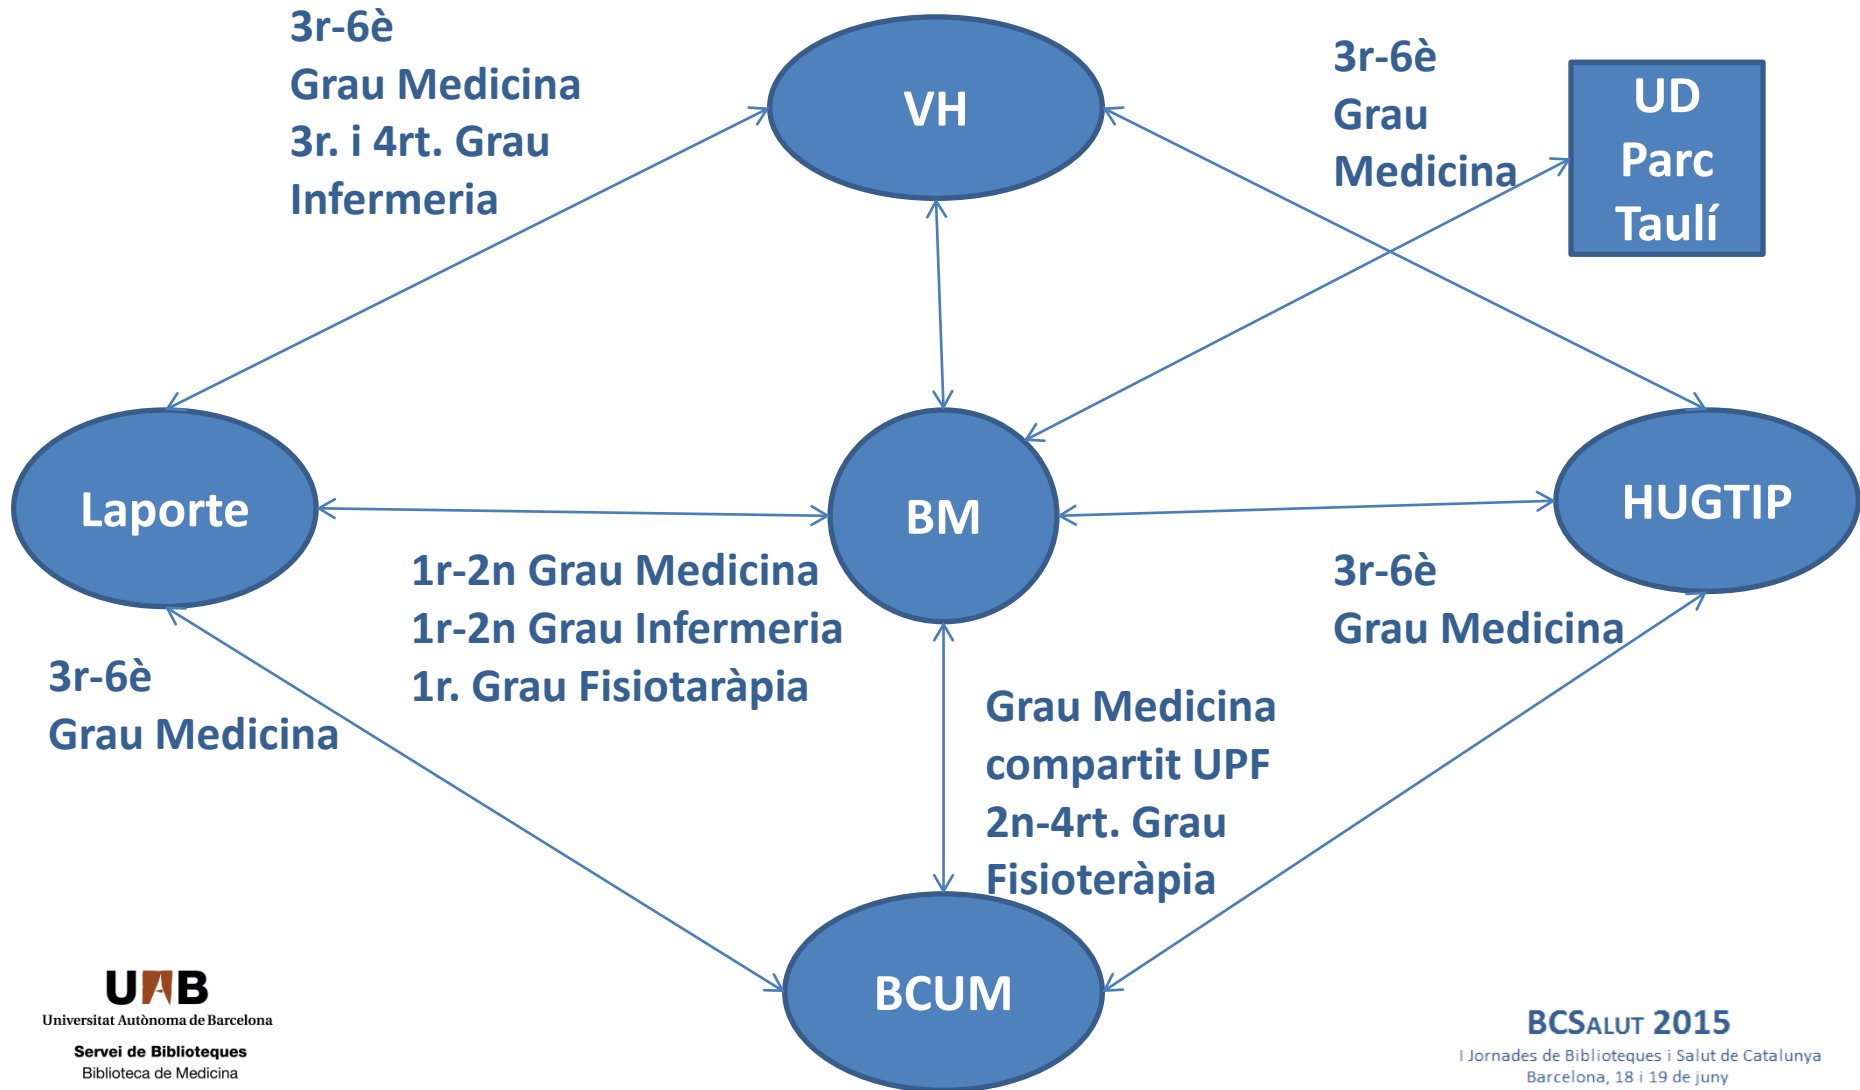 3r-6è
Grau Medicina
3r. i 4rt. Grau
Infermeria
VH
3r-6è
Grau
Medicina
UD
Parc
Taulí
Laporte
BM
HUGTIP
1r-2n Grau Medicina
1r-2n Grau Infermeria
1r. Grau Fisiotaràpia
3r-6è
Grau Medicina
3r-6è
Grau Medicina
Grau Medicina
compartit UPF
2n-4rt. Grau
Fisioteràpia
BCUM
UAB
Universitat Autònoma de Barcelona
Servei de Biblioteques
Biblioteca de Medicina
BCSALUT 2015
I Jornades de Biblioteques i Salut de Catalunya
Barcelona, 18 i 19 de juny